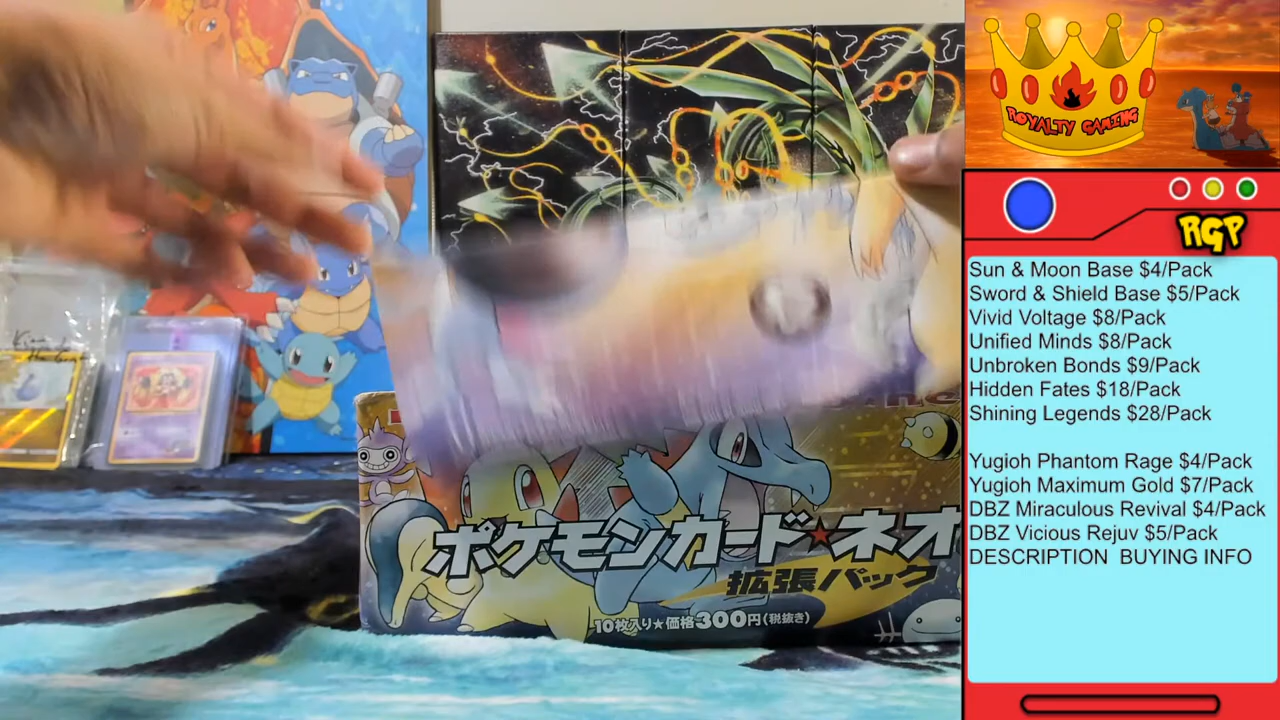 ROYALTY GAMING
RGP
Sun & Moon Base $4/Pack
Sword & Shield Base $5/Pack
Vivid Voltage $8/Pack
Unified Minds $8/Pack
Unbroken Bonds $9/Pack
Hidden Fates $18/Pack
Shining Legends $28/Pack
Yugioh Phantom Rage $4/Pack
Yugioh Maximum Gold $7/Pack
DBZ Miraculous Revival $4/Pack
DBZ Vicious Rejuv $5/Pack
DESCRIPTION BUYING INFO
ポケモンカード★ネオ
拡張パック
10枚入り★価格300円(税抜き)